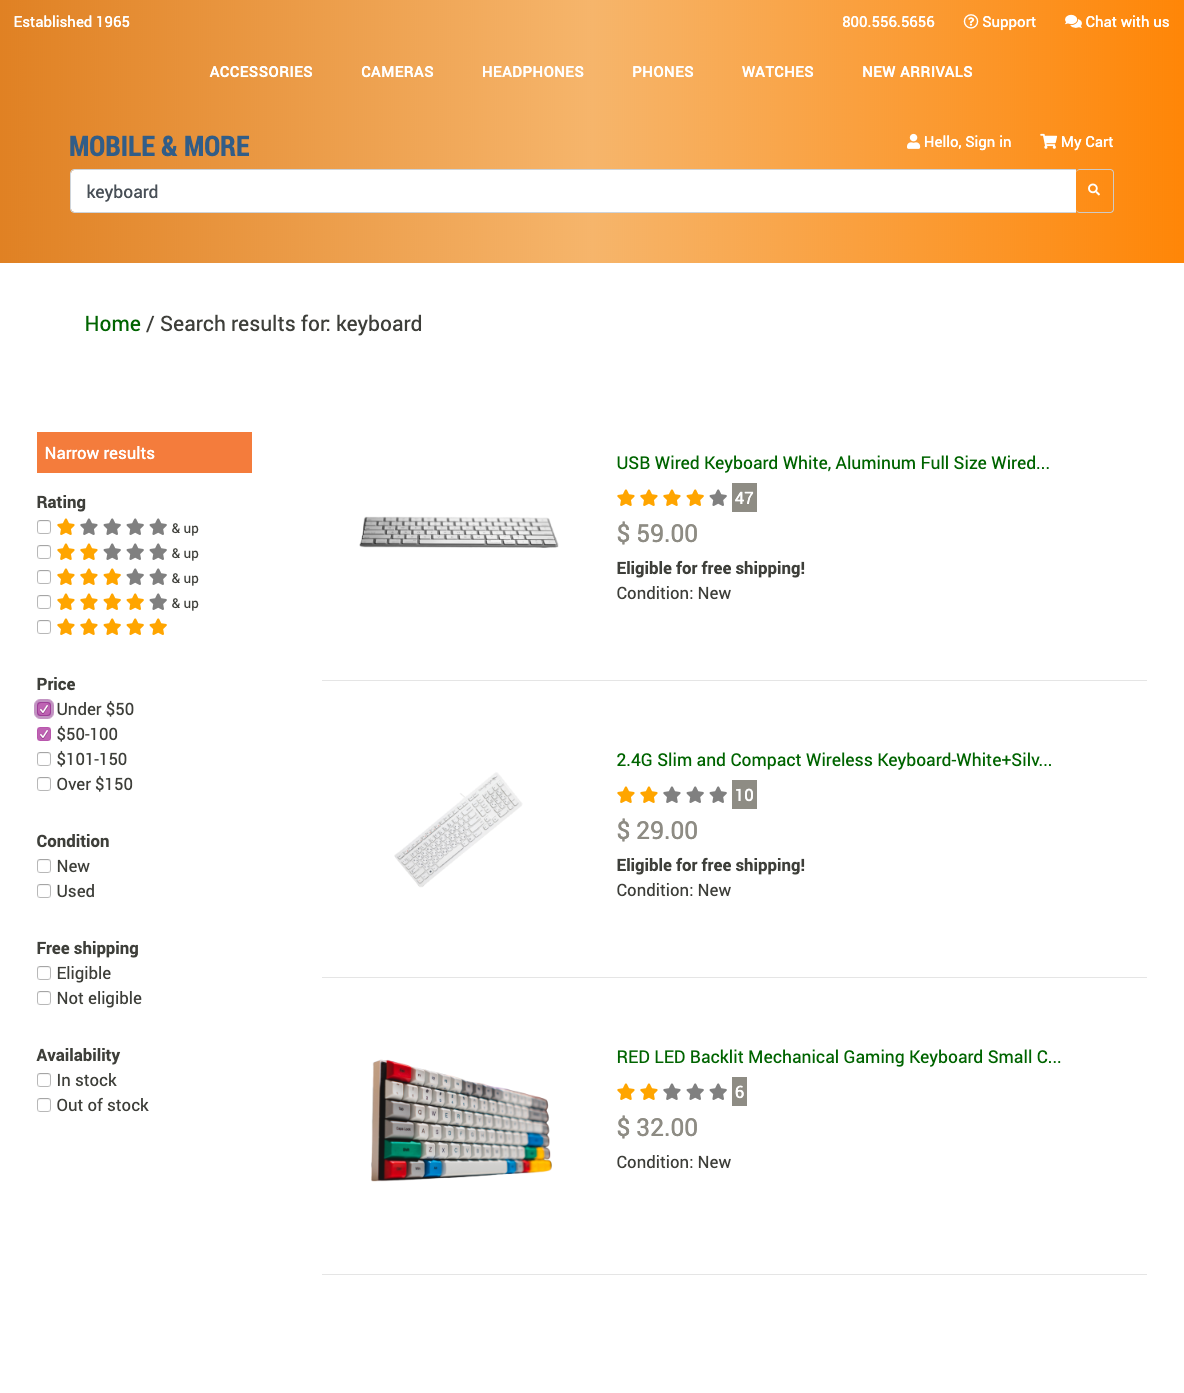 Established 1965
800.556.5656 Support Chat with us
ACCESSORIES CAMERAS HEADPHONES PHONES WATCHES NEW ARRIVALS
MOBILE & MORE
Hello, Sign in My Cart
keyboard
Home / Search results for: keyboard
Narrow results
Rating
& up
& up
& up
& up
Price
Under $50
$50-100
$101-150
Over $150
Condition
New
Used
Free shipping
Eligible
Not eligible
Availability
In stock
Out of stock
USB Wired Keyboard White, Aluminum Full Size Wired...
47
$ 59.00
Eligible for free shipping!
Condition: New
2.4G Slim and Compact Wireless Keyboard-White+Silv...
10
$ 29.00
Eligible for free shipping!
Condition: New
RED LED Backlit Mechanical Gaming Keyboard Small C...
6
$ 32.00
Condition: New